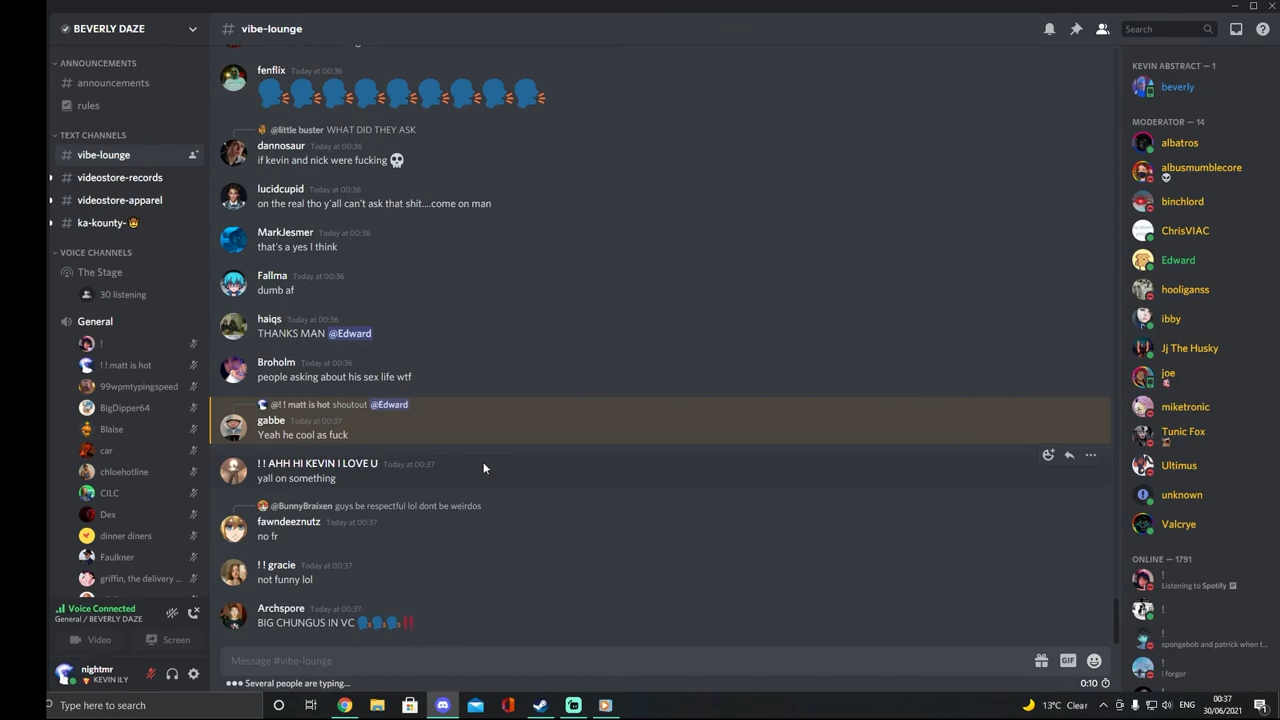 BEVERLY DAZE
ANNOUNCEMENTS
# announcements
rules
TEXT CHANNELS
# vibe-lounge
# videostore-records
# videostore-apparel
# ka-kounty-🤠
VOICE CHANNELS
The Stage
30 listening
General
!
! ! matt is hot
99wpmtypingspeed
BigDipper64
Blaise
car
chloehotline
CILC
Dex
dinner diners
Faulkner
griffin, the delivery ...
Voice Connected
General / BEVERLY DAZE
Video
Screen
nightmr
KEVIN ILY
# vibe-lounge
Search
fenflix Today at 00:36
🗣️🗣️🗣️🗣️🗣️🗣️🗣️🗣️🗣️
@little buster WHAT DID THEY ASK
dannosaur Today at 00:36
if kevin and nick were fucking 💀
lucidcupid Today at 00:36
on the real tho y'all can't ask that shit....come on man
MarkJesmer Today at 00:36
that's a yes I think
Fallma Today at 00:36
dumb af
haiqs Today at 00:36
THANKS MAN @Edward
Broholm Today at 00:36
people asking about his sex life wtf
@! ! matt is hot shoutout @Edward
gabbe Today at 00:37
Yeah he cool as fuck
! ! AHH HI KEVIN I LOVE U Today at 00:37
yall on something
@BunnyBraixen guys be respectful lol dont be weirdos
fawndeeznutz Today at 00:37
no fr
! ! gracie Today at 00:37
not funny lol
Archspore Today at 00:37
BIG CHUNGUS IN VC 🗣️🗣️🗣️‼️
Message #vibe-lounge
GIF
Several people are typing...
0:10
KEVIN ABSTRACT — 1
beverly
MODERATOR — 14
albatros
albusmumblecore
binchlord
ChrisVIAC
Edward
hooliganss
ibby
Jj The Husky
joe
miketronic
Tunic Fox
Ultimus
unknown
Valcrye
ONLINE — 1791
!
Listening to Spotify
!
!
spongebob and patrick when t...
!
i forgor
Type here to search
13°C Clear
00:37
30/06/2021